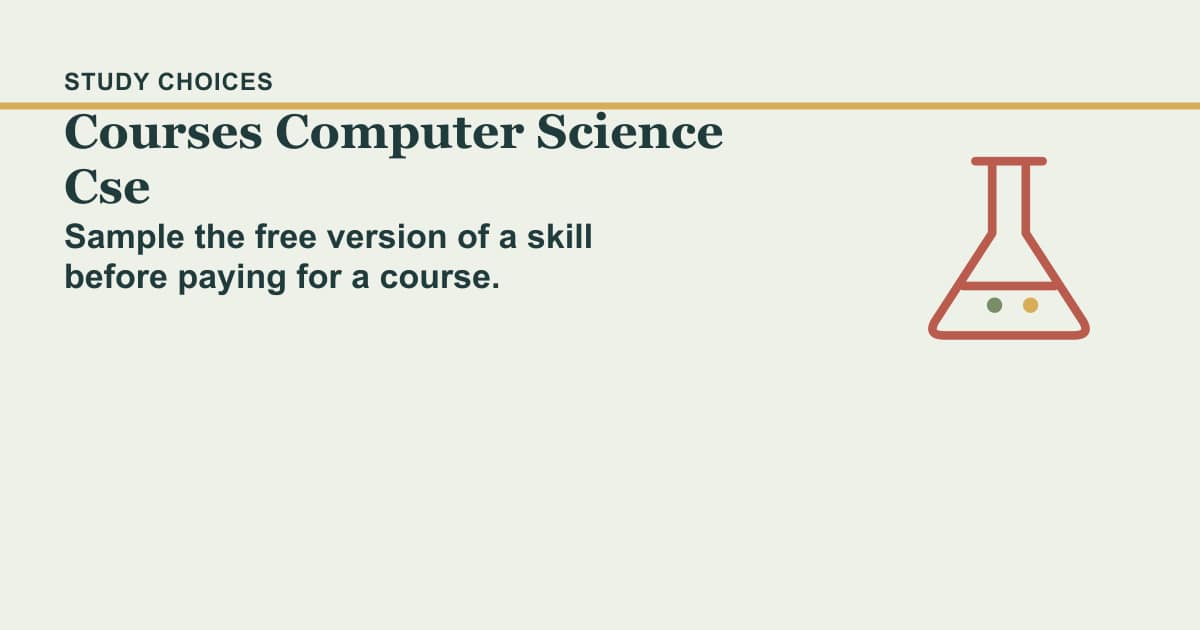 STUDY CHOICES
Courses Computer Science
Cse
Sample the free version of a skill
before paying for a course.